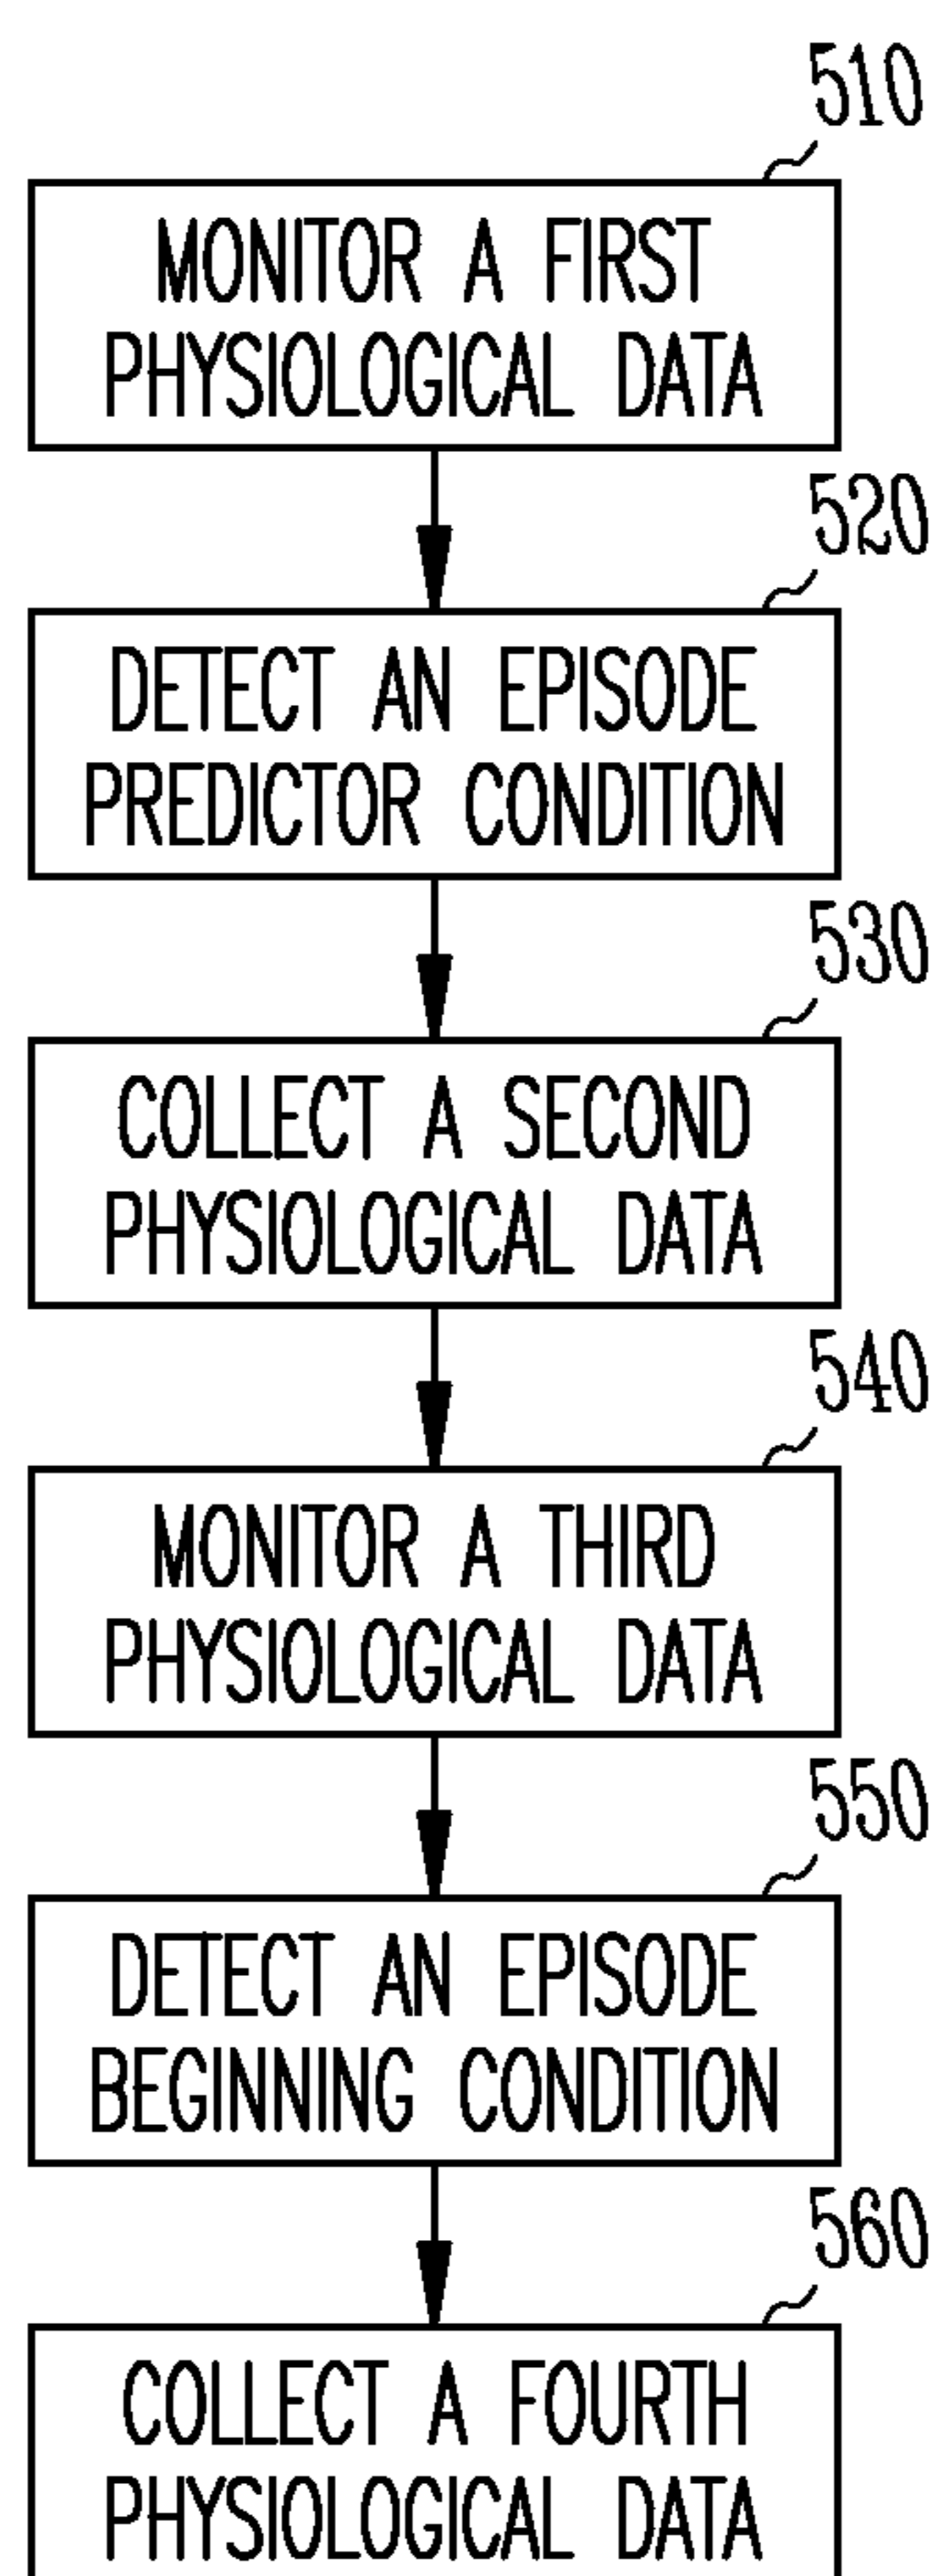 510
MONITOR A FIRST
PHYSIOLOGICAL DATA
520
DETECT AN EPISODE
PREDICTOR CONDITION
530
COLLECT A SECOND
PHYSIOLOGICAL DATA
540
MONITOR A THIRD
PHYSIOLOGICAL DATA
550
DETECT AN EPISODE
BEGINNING CONDITION
560
COLLECT A FOURTH
PHYSIOLOGICAL DATA